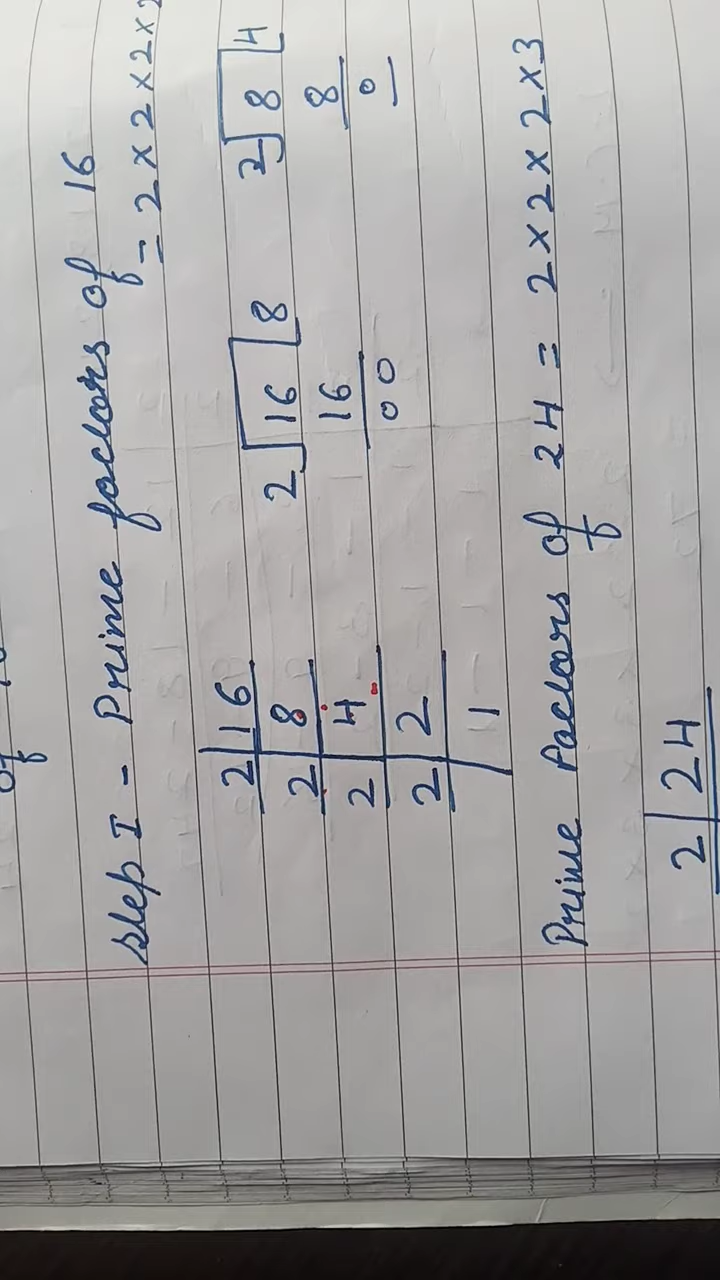 of
Step I - Prime factors of 16
= 2 × 2 × 2 × 2
2 | 16
2 | 8
2 | 4
2 | 2
1
2 16 8
16
00
2 8 4
8
0
Prime Factors of 24 = 2 × 2 × 2 × 3
2 | 24